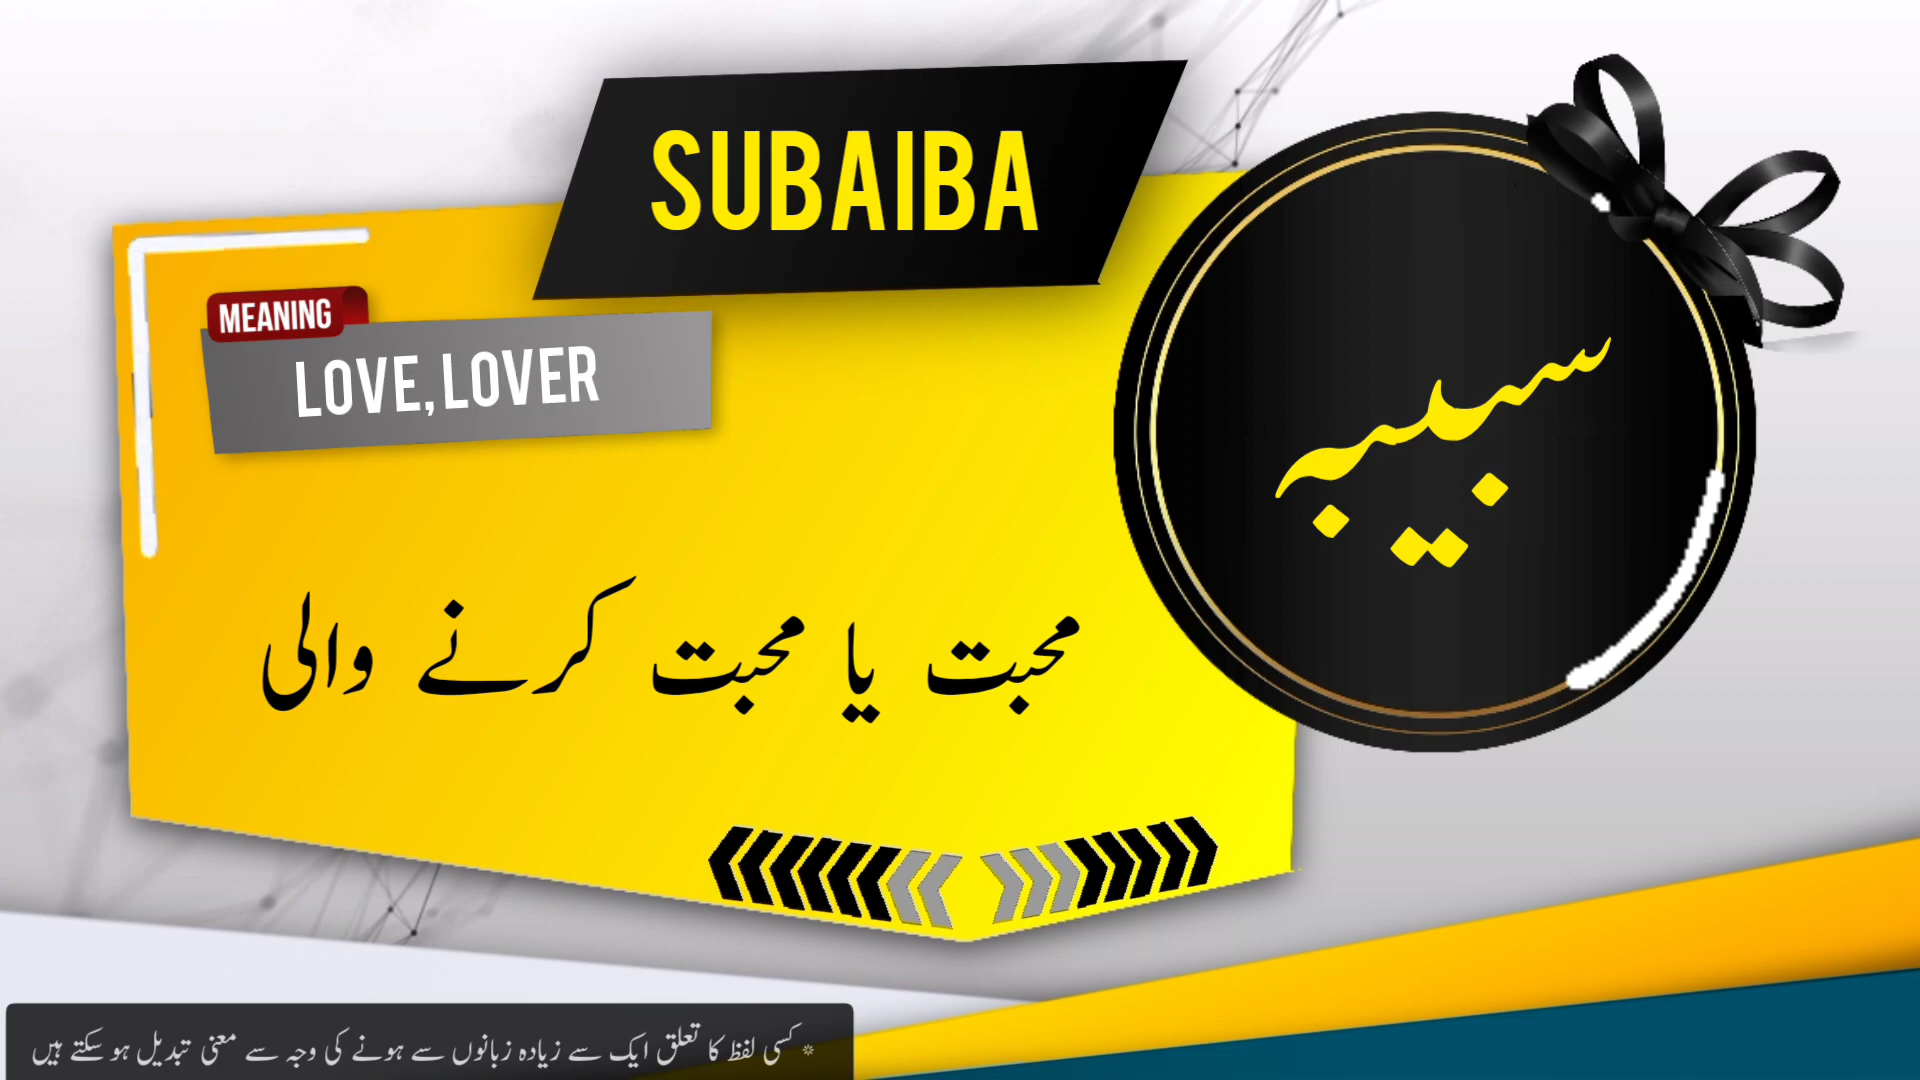 SUBAIBA
سبیبہ
MEANING
LOVE, LOVER
محبت یا محبت کرنے والی
* کسی لفظ کا تعلق ایک سے زیادہ زبانوں سے ہونے کی وجہ سے معنی تبدیل ہو سکتے ہیں